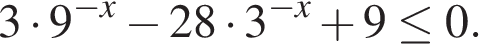 3 · 9^{−x} − 28 · 3^{−x} + 9 ≤ 0.